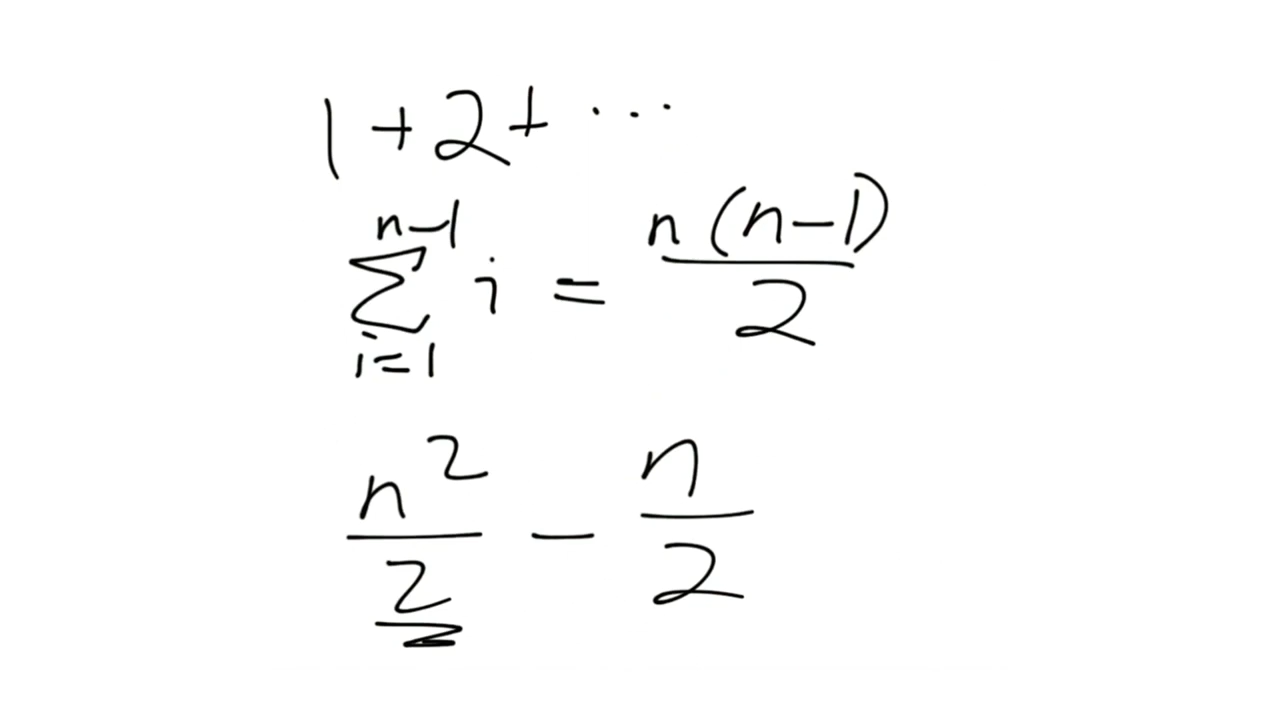 1 + 2 + ...
n-1
∑ i = n(n-1)/2
i=1
n²/2 - n/2